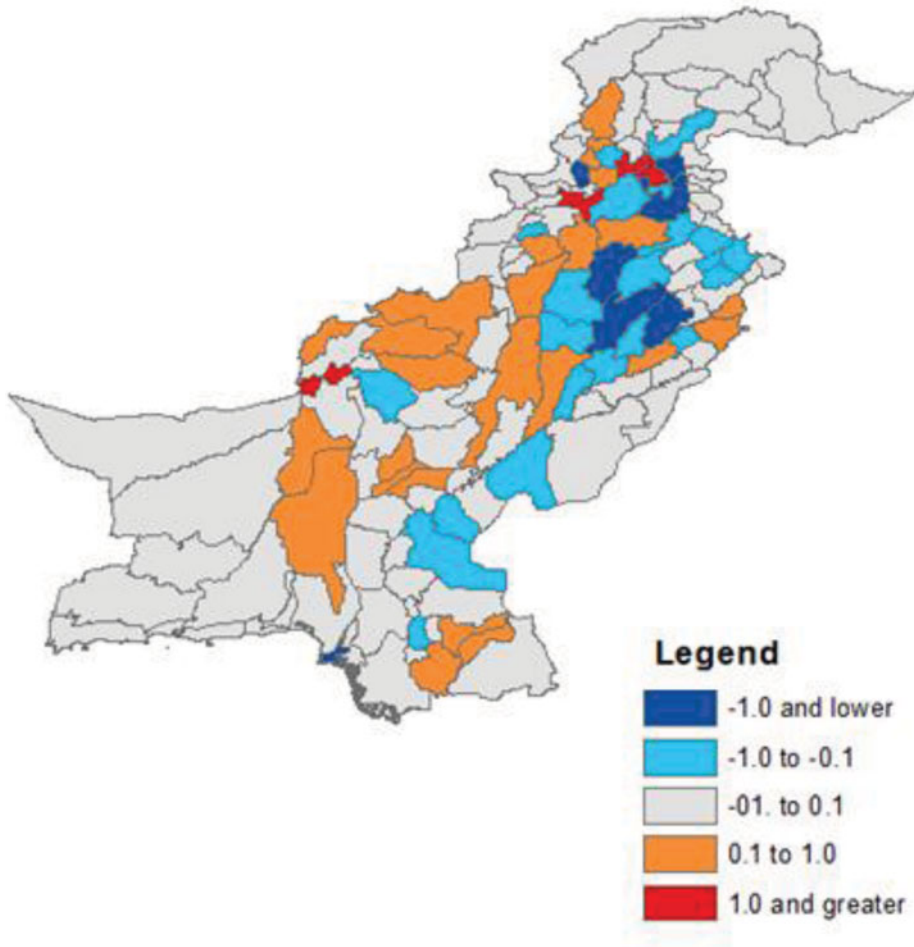 Legend
-1.0 and lower
-1.0 to -0.1
-01. to 0.1
0.1 to 1.0
1.0 and greater